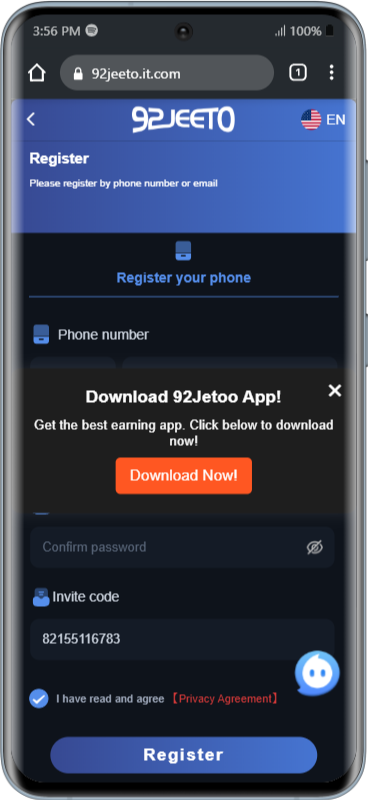 3:56 PM
100%
92jeeto.it.com
1
92JEETO
EN
Register
Please register by phone number or email
Register your phone
Phone number
Download 92Jetoo App!
Get the best earning app. Click below to download
now!
Download Now!
Confirm password
Invite code
82155116783
I have read and agree 【Privacy Agreement】
Register